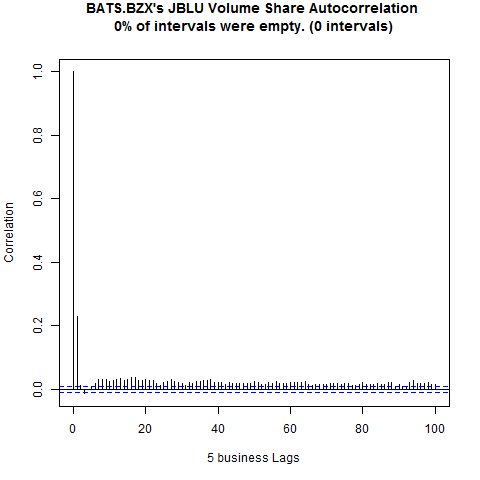 BATS.BZX's JBLU Volume Share Autocorrelation
0% of intervals were empty. (0 intervals)
Correlation
1.0
0.8
0.6
0.4
0.2
0.0
0 20 40 60 80 100
5 business Lags